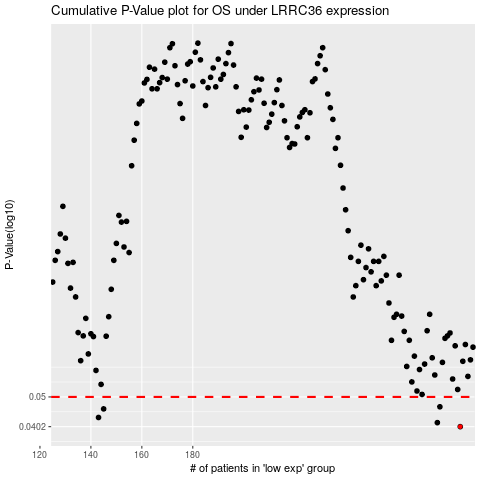 Cumulative P-Value plot for OS under LRRC36 expression
P-Value(log10)
0.05
0.0402
120 140 160 180
# of patients in 'low exp' group